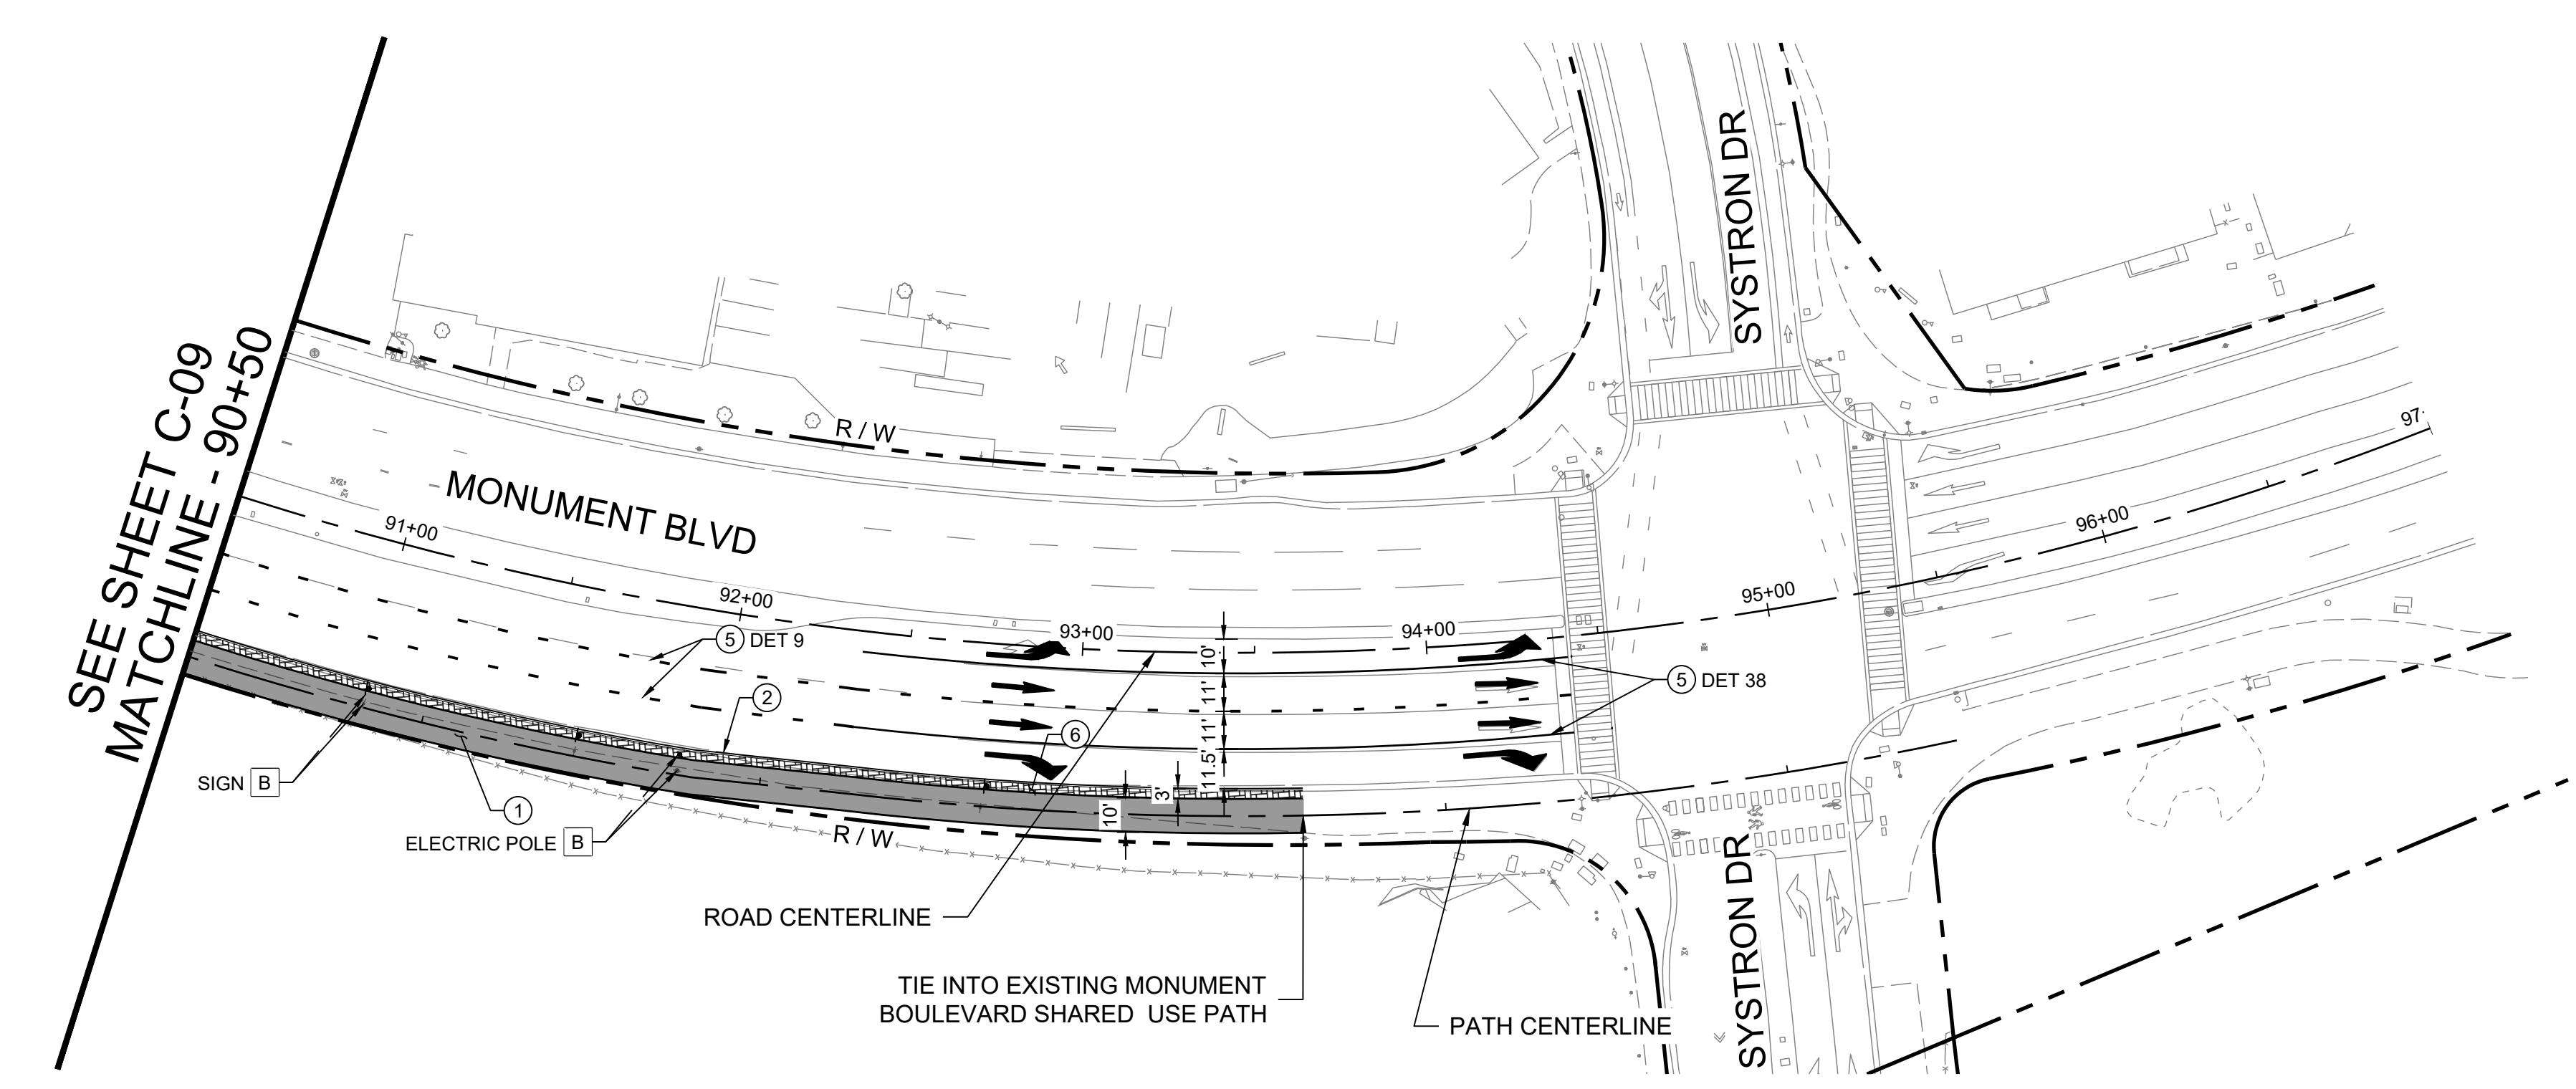 SEE SHEET C-09
MATCHLINE - 90+50
SYSTRON DR
R / W
MONUMENT BLVD
91+00
92+00
93+00
94+00
95+00
96+00
97
5 DET 9
2
6
10'
11'
11'
11.5'
3'
10'
5 DET 38
SIGN B
1
ELECTRIC POLE B
R / W
ROAD CENTERLINE
TIE INTO EXISTING MONUMENT
BOULEVARD SHARED USE PATH
PATH CENTERLINE
SYSTRON DR